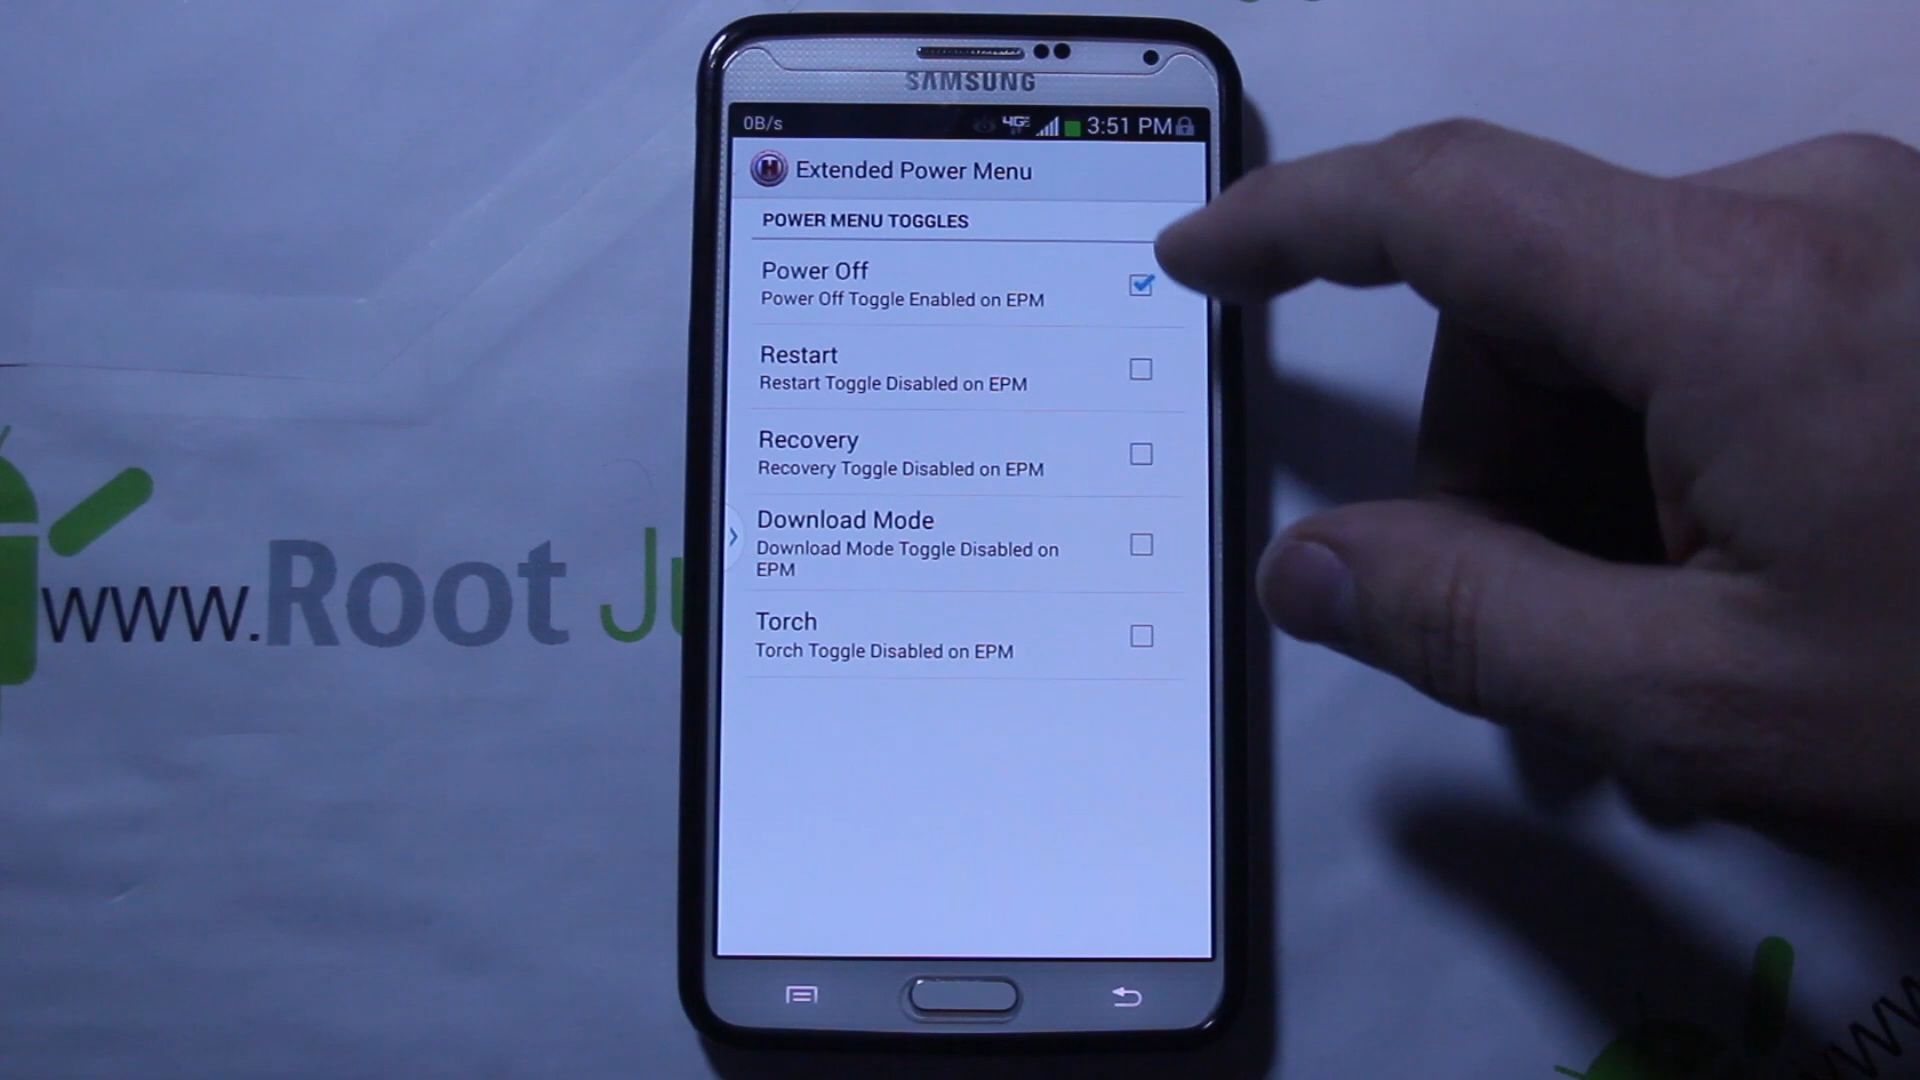 SAMSUNG
0B/s 4G 3:51 PM
Extended Power Menu
POWER MENU TOGGLES
Power Off
Power Off Toggle Enabled on EPM
Restart
Restart Toggle Disabled on EPM
Recovery
Recovery Toggle Disabled on EPM
Download Mode
Download Mode Toggle Disabled on
EPM
Torch
Torch Toggle Disabled on EPM
www.Root Ju
www